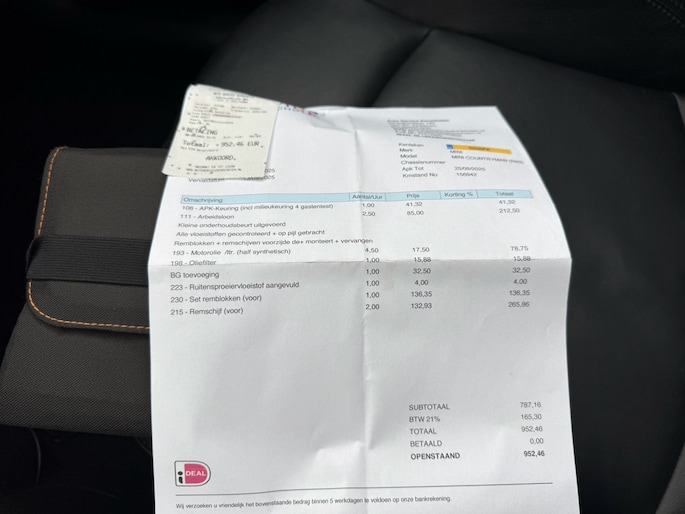 BETALING
Totaal: 952,46 EUR
AKKOORD
Kenteken
Merk MINI
Model MINI COUNTRYMAN
Chassisnummer
Apk Tot 25/06/2025
Kmstand No 156942
Omschrijving Aantal/Uur Prijs Korting % Totaal
108 - APK-Keuring (incl milieukeuring 4 gastentest) 1,00 41,32 41,32
111 - Arbeidsloon 2,50 85,00 212,50
Kleine onderhoudsbeurt uitgevoerd
Alle vloeistoffen gecontroleerd + op pijl gebracht
Remblokken + remschijven voorzijde de+ monteert + vervangen
193 - Motorolie /ltr. (half synthetisch) 4,50 17,50 78,75
198 - Oliefilter 1,00 15,88 15,88
BG toevoeging 1,00 32,50 32,50
223 - Ruitensproeiervloeistof aangevuld 1,00 4,00 4,00
230 - Set remblokken (voor) 1,00 136,35 136,35
215 - Remschijf (voor) 2,00 132,93 265,86
SUBTOTAAL 787,16
BTW 21% 165,30
TOTAAL 952,46
BETAALD 0,00
OPENSTAAND 952,46
iDEAL
Wij verzoeken u vriendelijk het bovenstaande bedrag binnen 5 werkdagen te voldoen op onze bankrekening.